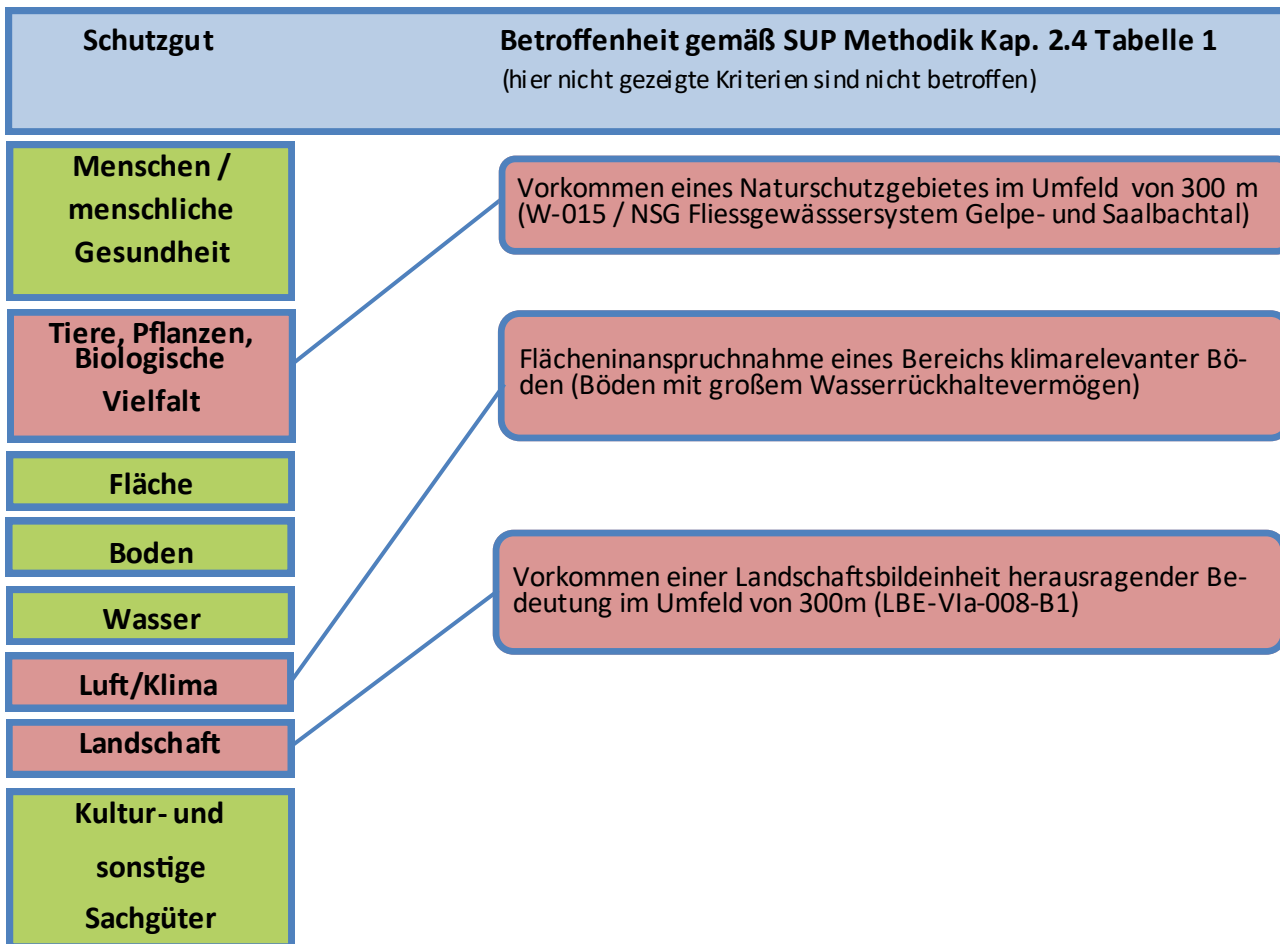 Schutzgut
Betroffenheit gemäß SUP Methodik Kap. 2.4 Tabelle 1
(hier nicht gezeigte Kriterien sind nicht betroffen)
Menschen /
menschliche
Gesundheit
Vorkommen eines Naturschutzgebietes im Umfeld von 300 m
(W-015 / NSG Fliessgewässsersystem Gelpe- und Saalbachtal)
Tiere, Pflanzen,
Biologische
Vielfalt
Flächeninanspruchnahme eines Bereichs klimarelevanter Bö-
den (Böden mit großem Wasserrückhaltevermögen)
Fläche
Boden
Wasser
Vorkommen einer Landschaftsbildeinheit herausragender Be-
deutung im Umfeld von 300m (LBE-VIa-008-B1)
Luft/Klima
Landschaft
Kultur- und
sonstige
Sachgüter